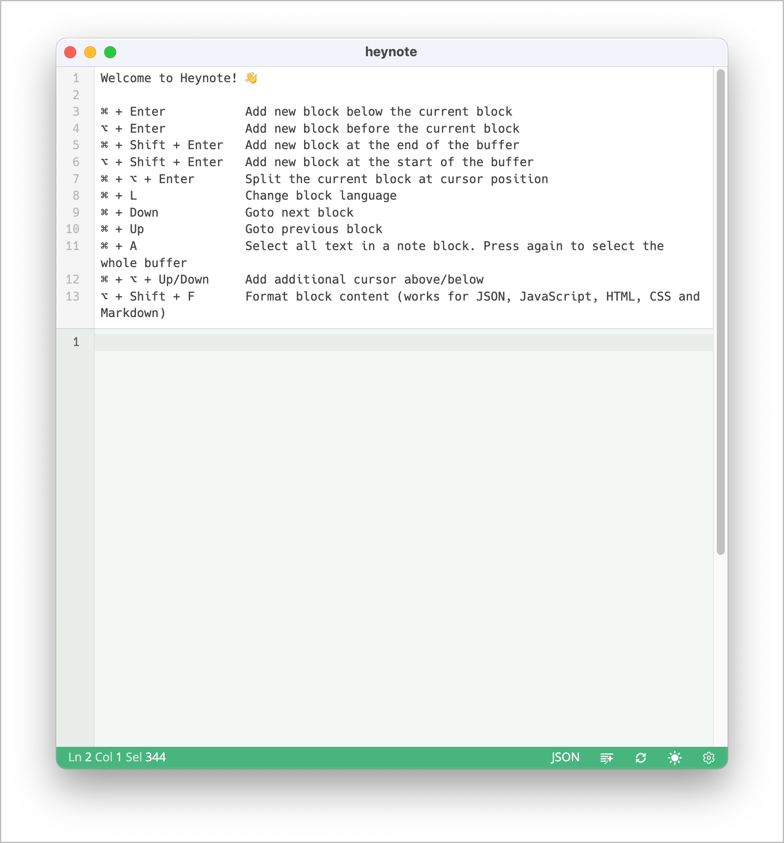 heynote
1 Welcome to Heynote! 👋
2
3 ⌘ + Enter Add new block below the current block
4 ⌥ + Enter Add new block before the current block
5 ⌘ + Shift + Enter Add new block at the end of the buffer
6 ⌥ + Shift + Enter Add new block at the start of the buffer
7 ⌘ + ⌥ + Enter Split the current block at cursor position
8 ⌘ + L Change block language
9 ⌘ + Down Goto next block
10 ⌘ + Up Goto previous block
11 ⌘ + A Select all text in a note block. Press again to select the
whole buffer
12 ⌘ + ⌥ + Up/Down Add additional cursor above/below
13 ⌥ + Shift + F Format block content (works for JSON, JavaScript, HTML, CSS and
Markdown)
1
Ln 2 Col 1 Sel 344 JSON